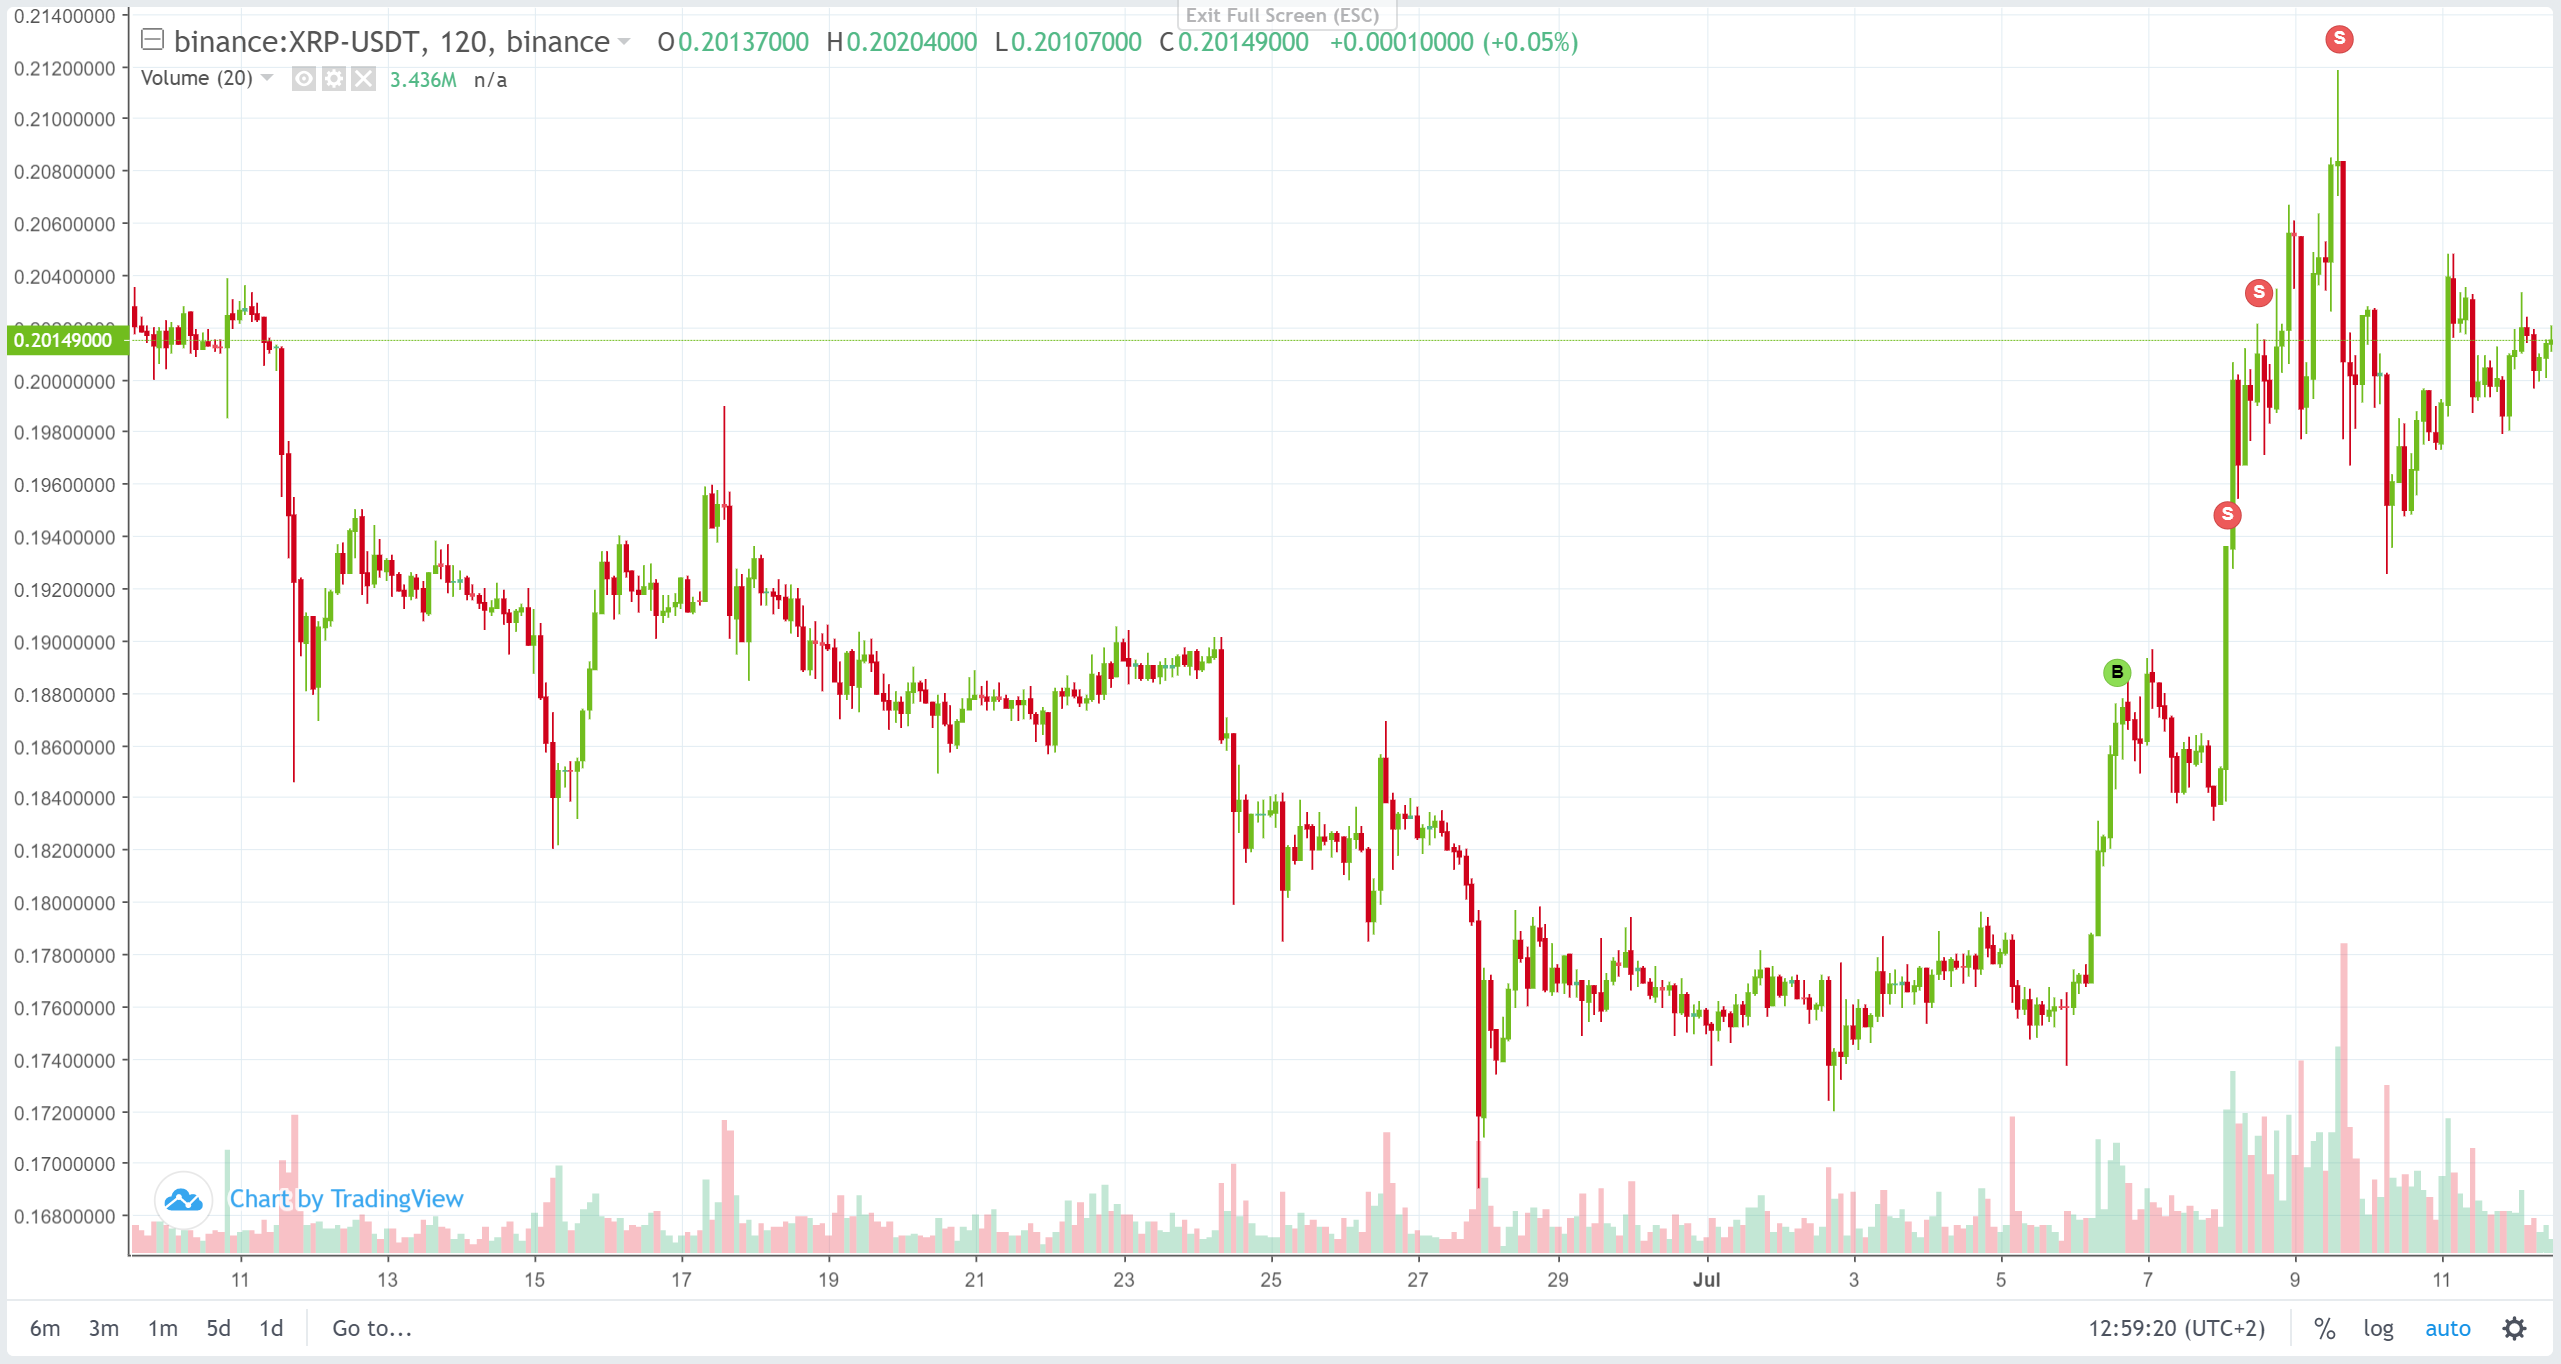 Exit Full Screen (ESC)
binance:XRP-USDT, 120, binance O0.20137000 H0.20204000 L0.20107000 C0.20149000 +0.00010000 (+0.05%)
Volume (20) 3.436M n/a
0.21400000
0.21200000
0.21000000
0.20800000
0.20600000
0.20400000
0.20200000
0.20149000
0.20000000
0.19800000
0.19600000
0.19400000
0.19200000
0.19000000
0.18800000
0.18600000
0.18400000
0.18200000
0.18000000
0.17800000
0.17600000
0.17400000
0.17200000
0.17000000
0.16800000
S
S
S
B
Chart by TradingView
11 13 15 17 19 21 23 25 27 29 Jul 3 5 7 9 11
6m 3m 1m 5d 1d Go to... 12:59:20 (UTC+2) % log auto